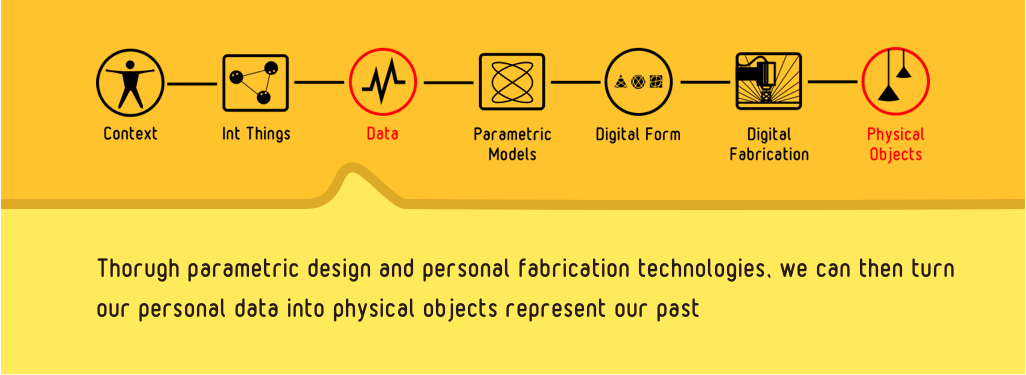 Context
Int Things
Data
Parametric
Models
Digital Form
Digital
Fabrication
Physical
Objects
Thorugh parametric design and personal fabrication technologies, we can then turn
our personal data into physical objects represent our past